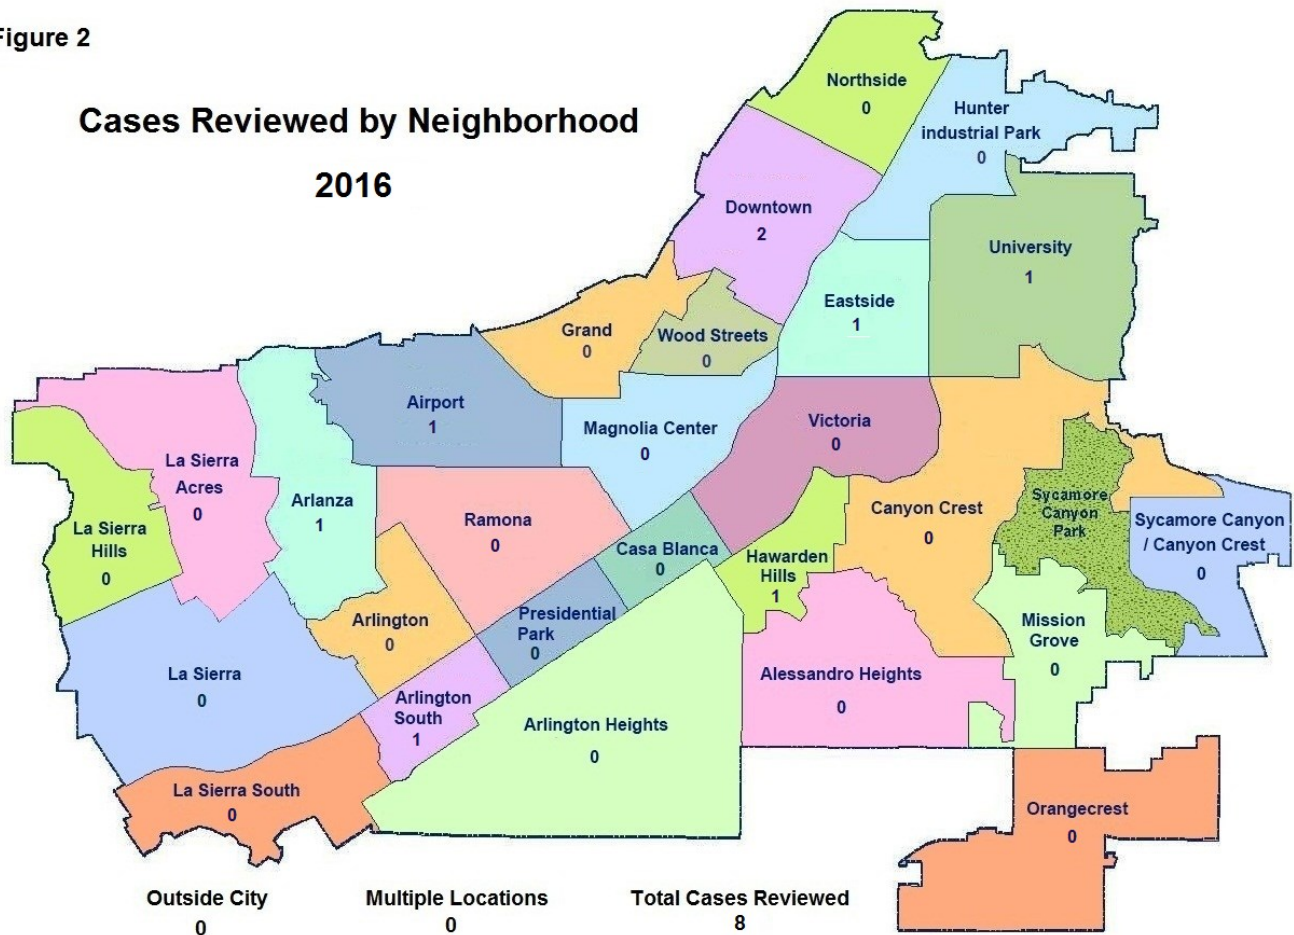 Figure 2
Cases Reviewed by Neighborhood
2016
Northside
0
Hunter
industrial Park
0
Downtown
2
University
1
Eastside
1
Grand
0
Wood Streets
0
Airport
1
Magnolia Center
0
Victoria
0
La Sierra
Acres
0
Arlanza
1
La Sierra
Hills
0
Ramona
0
Casa Blanca
0
Canyon Crest
0
Sycamore
Canyon
Park
Sycamore Canyon
/ Canyon Crest
0
Hawarden
Hills
1
Arlington
0
Presidential
Park
0
Mission
Grove
0
La Sierra
0
Arlington
South
1
Alessandro Heights
0
Arlington Heights
0
La Sierra South
0
Orangecrest
0
Outside City
0
Multiple Locations
0
Total Cases Reviewed
8